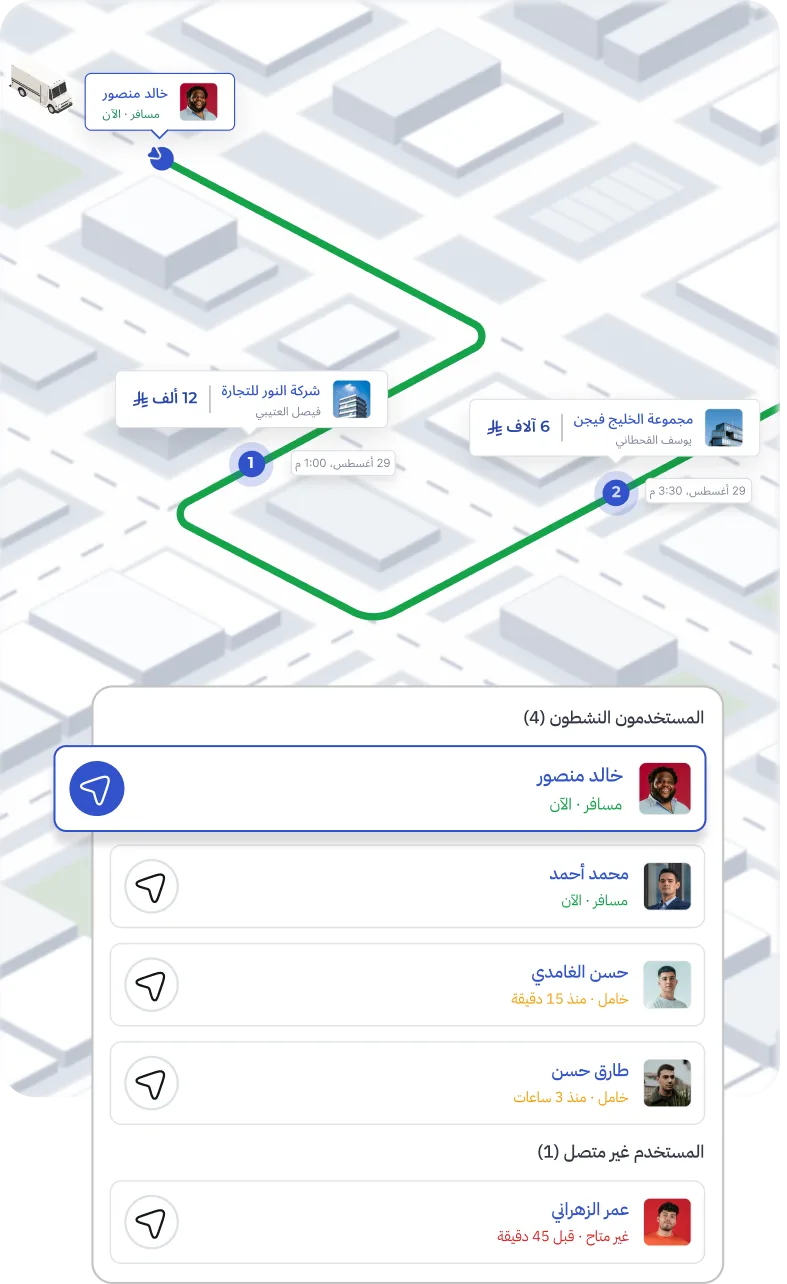 خالد منصور
مسافر · الآن
شركة النور للتجارة
فيصل العتيبي
12 ألف
1
29 أغسطس، 1:00 م
مجموعة الخليج فيجن
يوسف القحطاني
6 آلاف
2
29 أغسطس، 3:30 م
المستخدمون النشطون (4)
خالد منصور
مسافر · الآن
محمد أحمد
مسافر · الآن
حسن الغامدي
خامل · منذ 15 دقيقة
طارق حسن
خامل · منذ 3 ساعات
المستخدم غير متصل (1)
عمر الزهراني
غير متاح · قبل 45 دقيقة